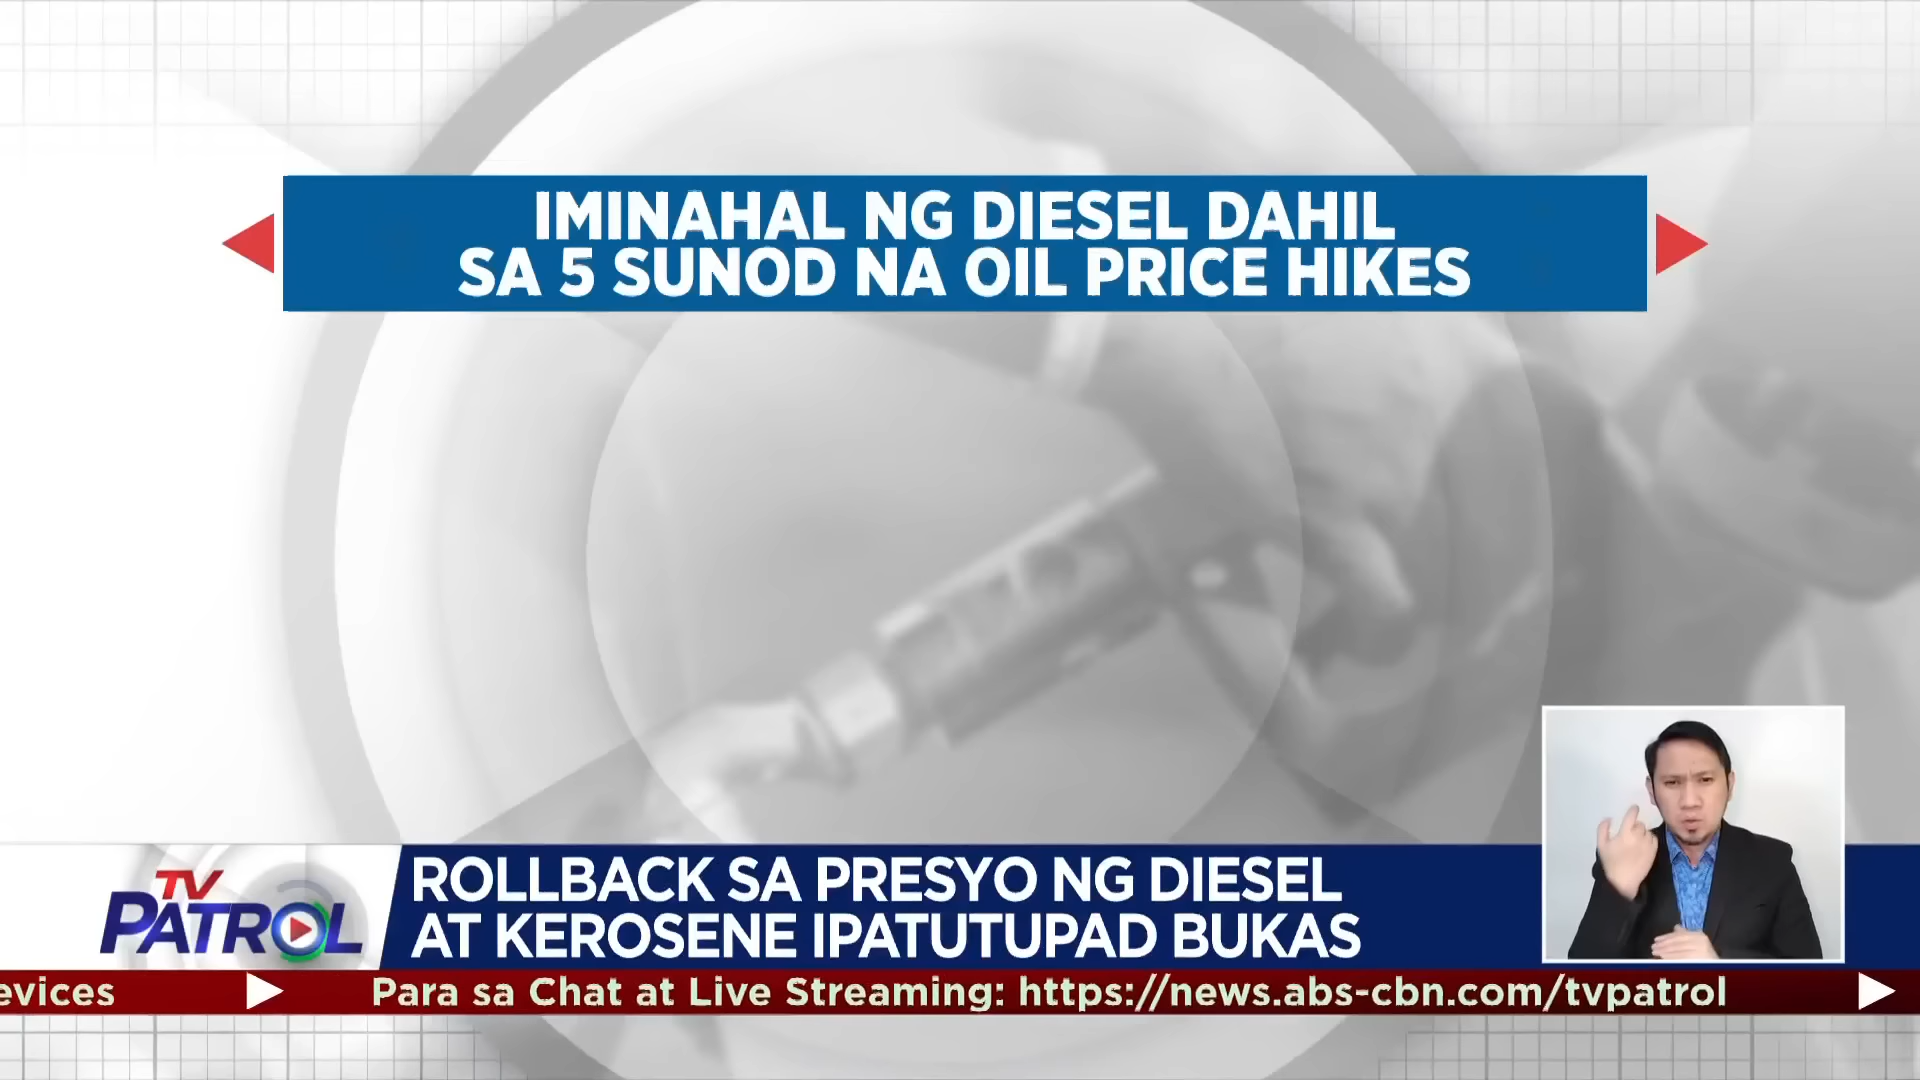 IMINAHAL NG DIESEL DAHIL
SA 5 SUNOD NA OIL PRICE HIKES
TV
PATROL
ROLLBACK SA PRESYO NG DIESEL
AT KEROSENE IPATUTUPAD BUKAS
evices Para sa Chat at Live Streaming: https://news.abs-cbn.com/tvpatrol